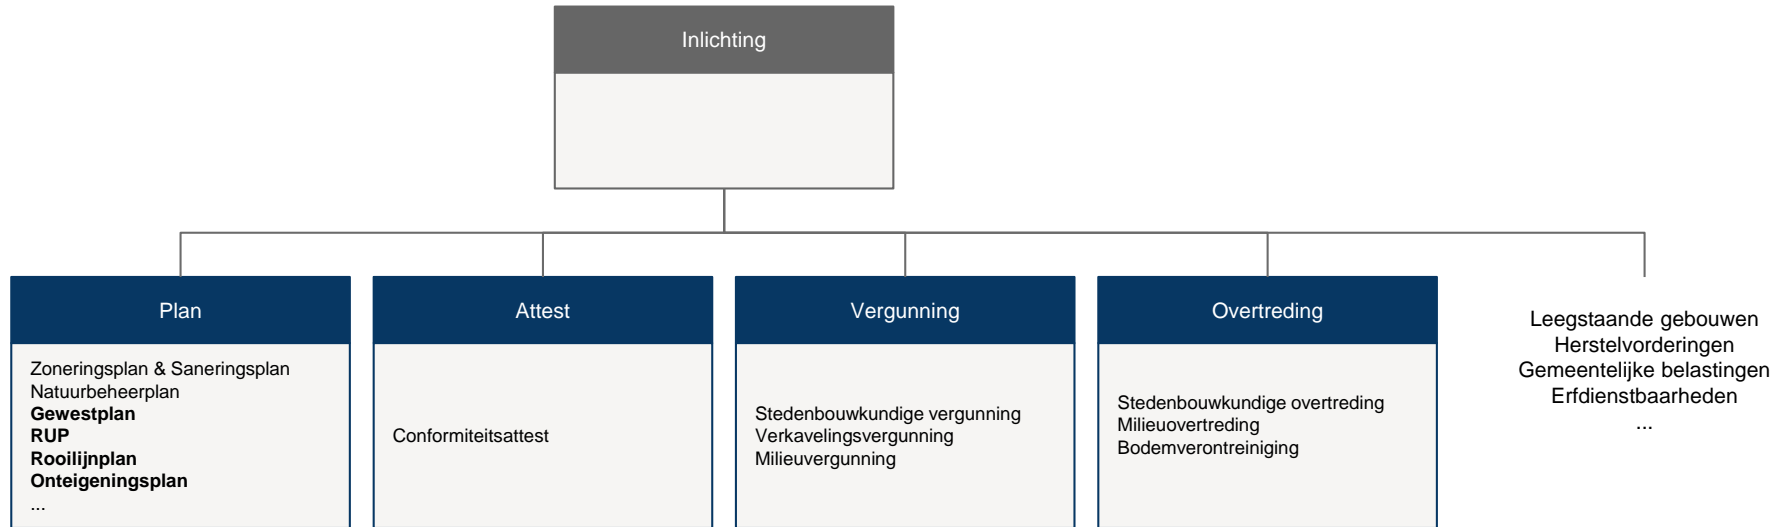 Inlichting
Plan
Zoneringsplan & Saneringsplan
Natuurbeheerplan
Gewestplan
RUP
Rooilijnplan
Onteigeningsplan
...
Attest
Conformiteitsattest
Vergunning
Stedenbouwkundige vergunning
Verkavelingsvergunning
Milieuvergunning
Overtreding
Stedenbouwkundige overtreding
Milieuovertreding
Bodemverontreiniging
Leegstaande gebouwen
Herstelvorderingen
Gemeentelijke belastingen
Erfdienstbaarheden
...